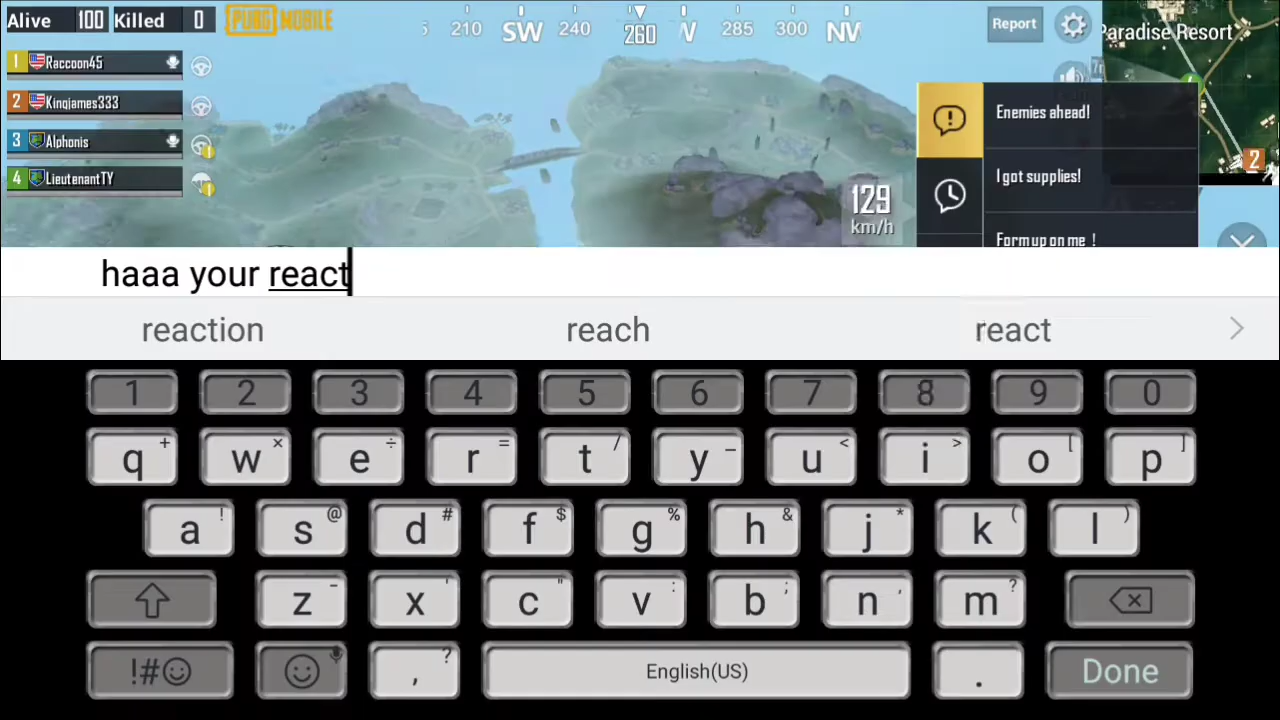 Alive 100 Killed 0 PUBG MOBILE
210 SW 240 260 285 300
Report
Paradise Resort
1 Raccoon45
2 Kingjames333
3 Alphonis
4 LieutenantTY
129
km/h
Enemies ahead!
I got supplies!
Form up on me !
2
haaa your react
reaction reach react
1 2 3 4 5 6 7 8 9 0
q + w × e ÷ r = t / y _ u < i > o [ p ]
a ! s @ d # f $ g % h & j * k ( l )
z - x ' c " v : b ; n , m ?
!#☺ , ? English(US) . Done